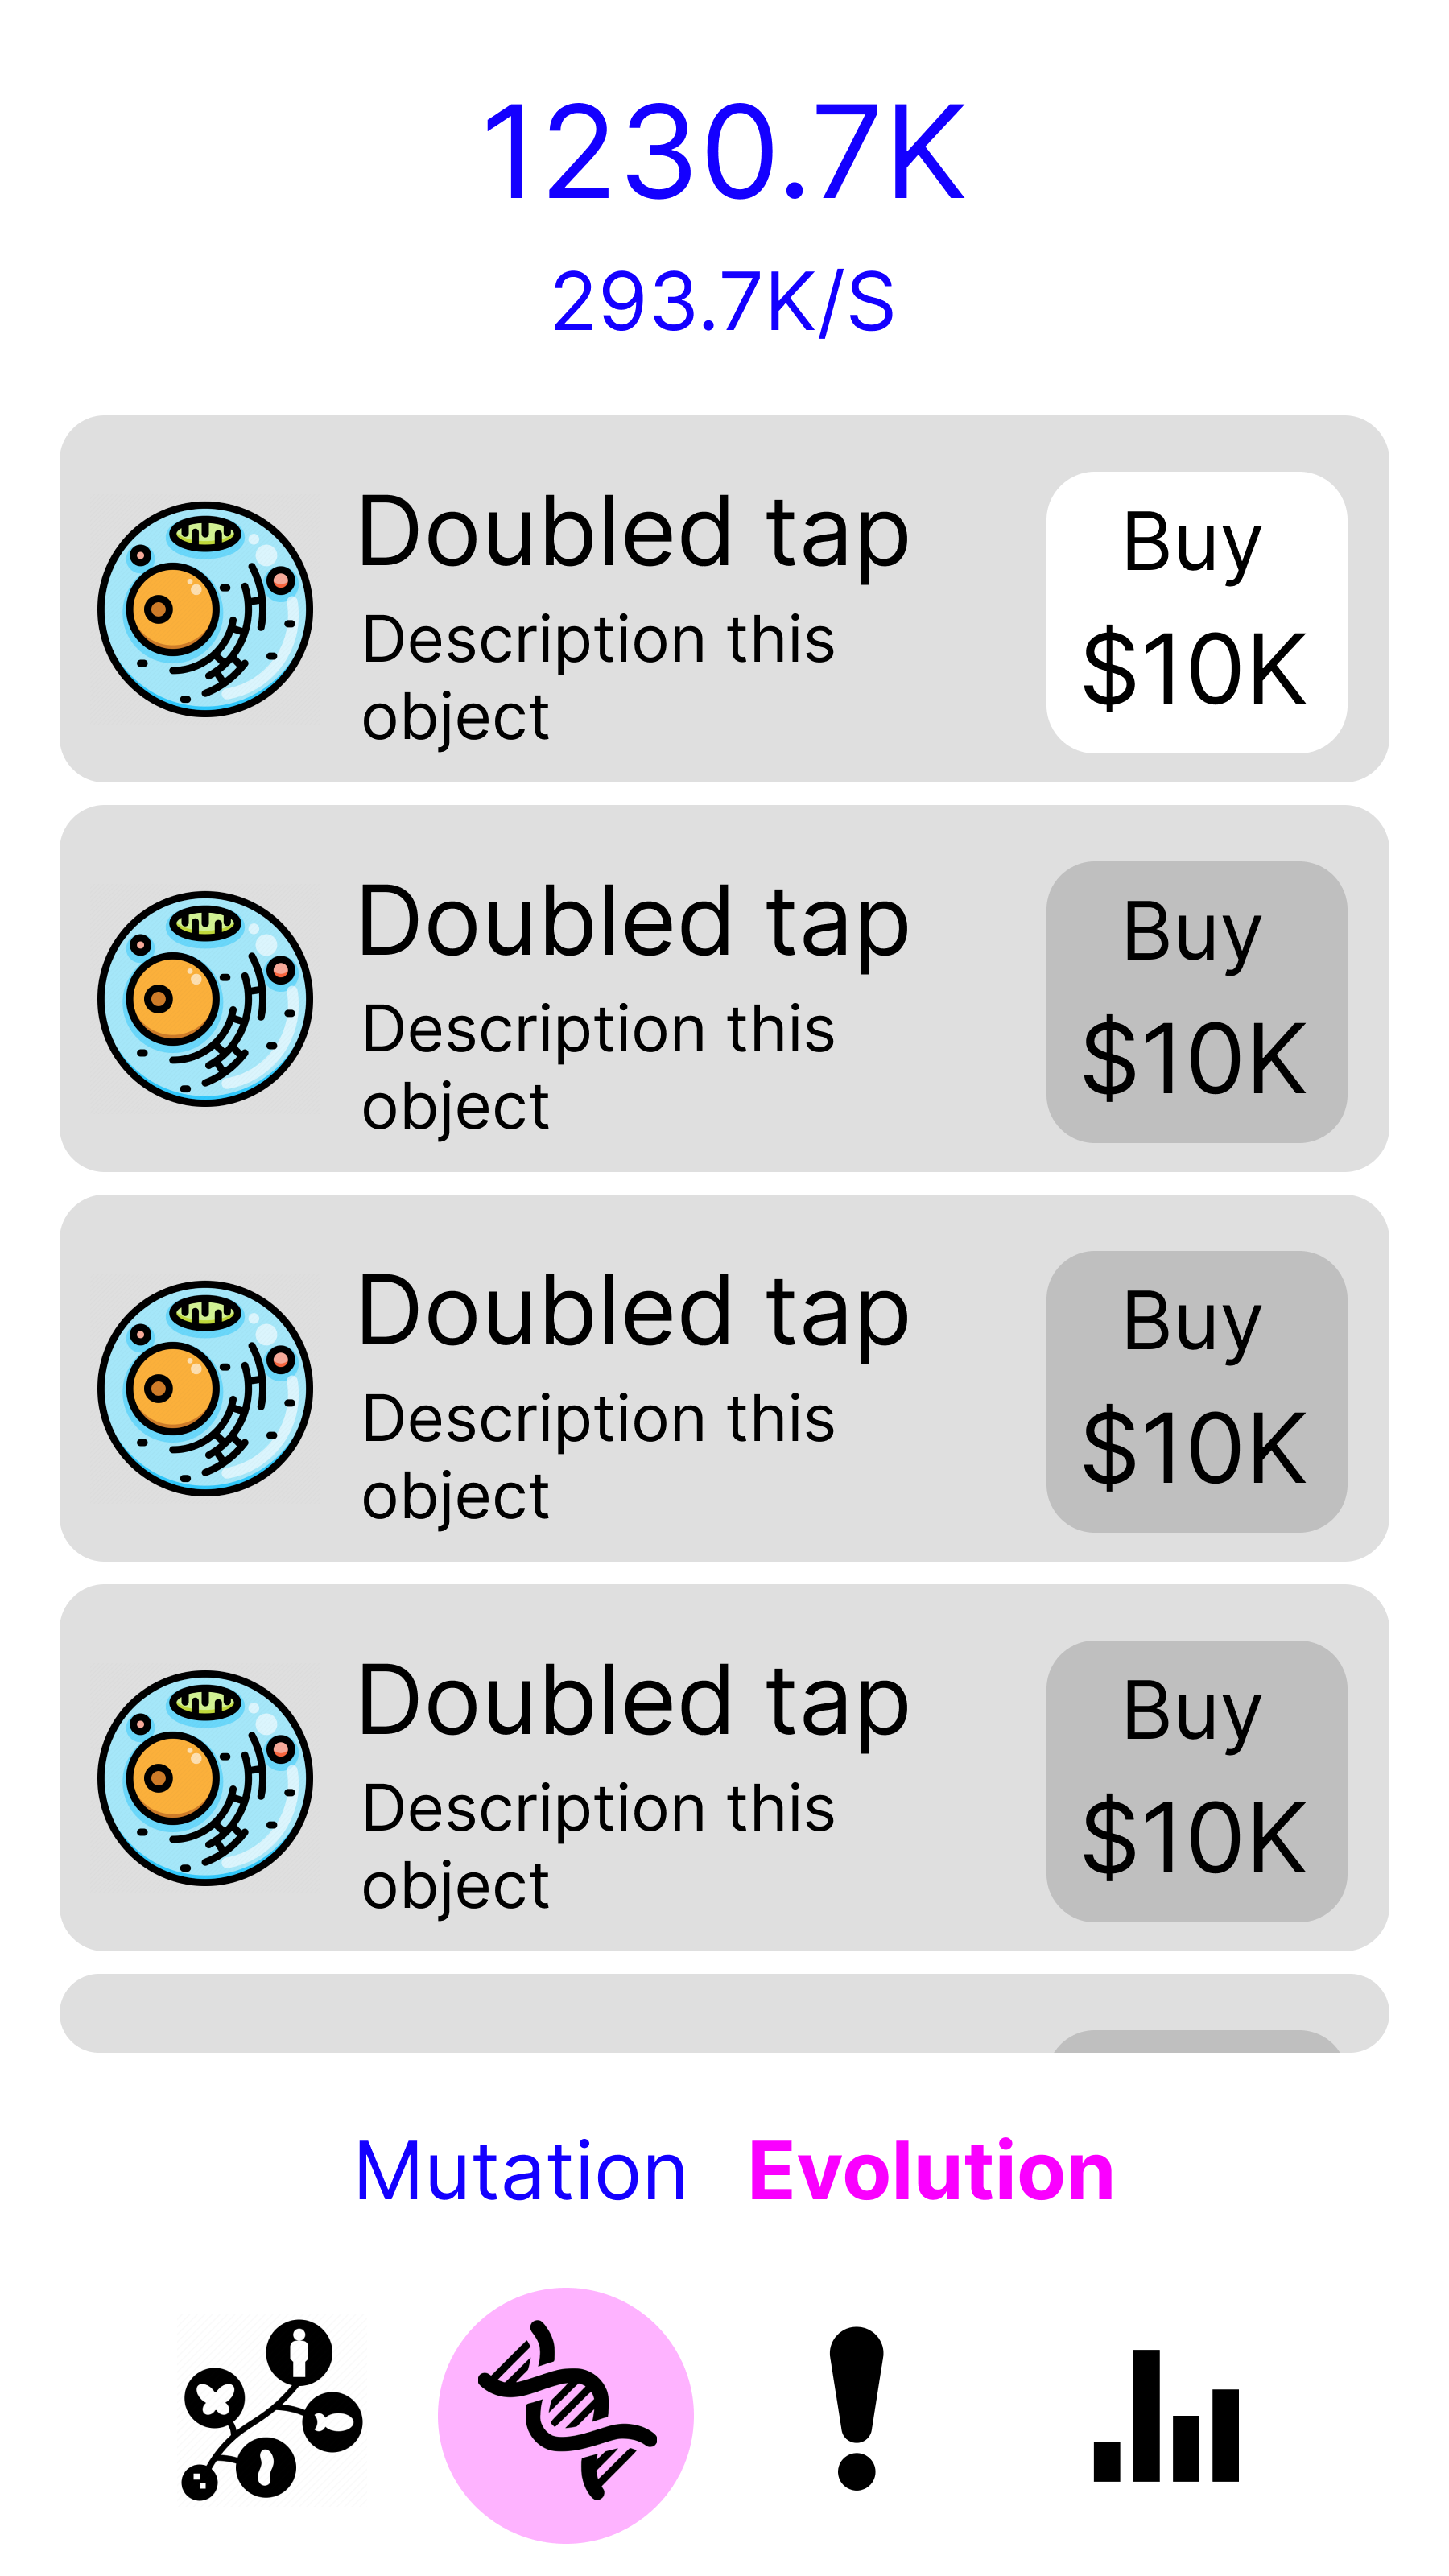 1230.7K
293.7K/S
Doubled tap
Description this
object
Buy
$10K
Doubled tap
Description this
object
Buy
$10K
Doubled tap
Description this
object
Buy
$10K
Doubled tap
Description this
object
Buy
$10K
Mutation Evolution